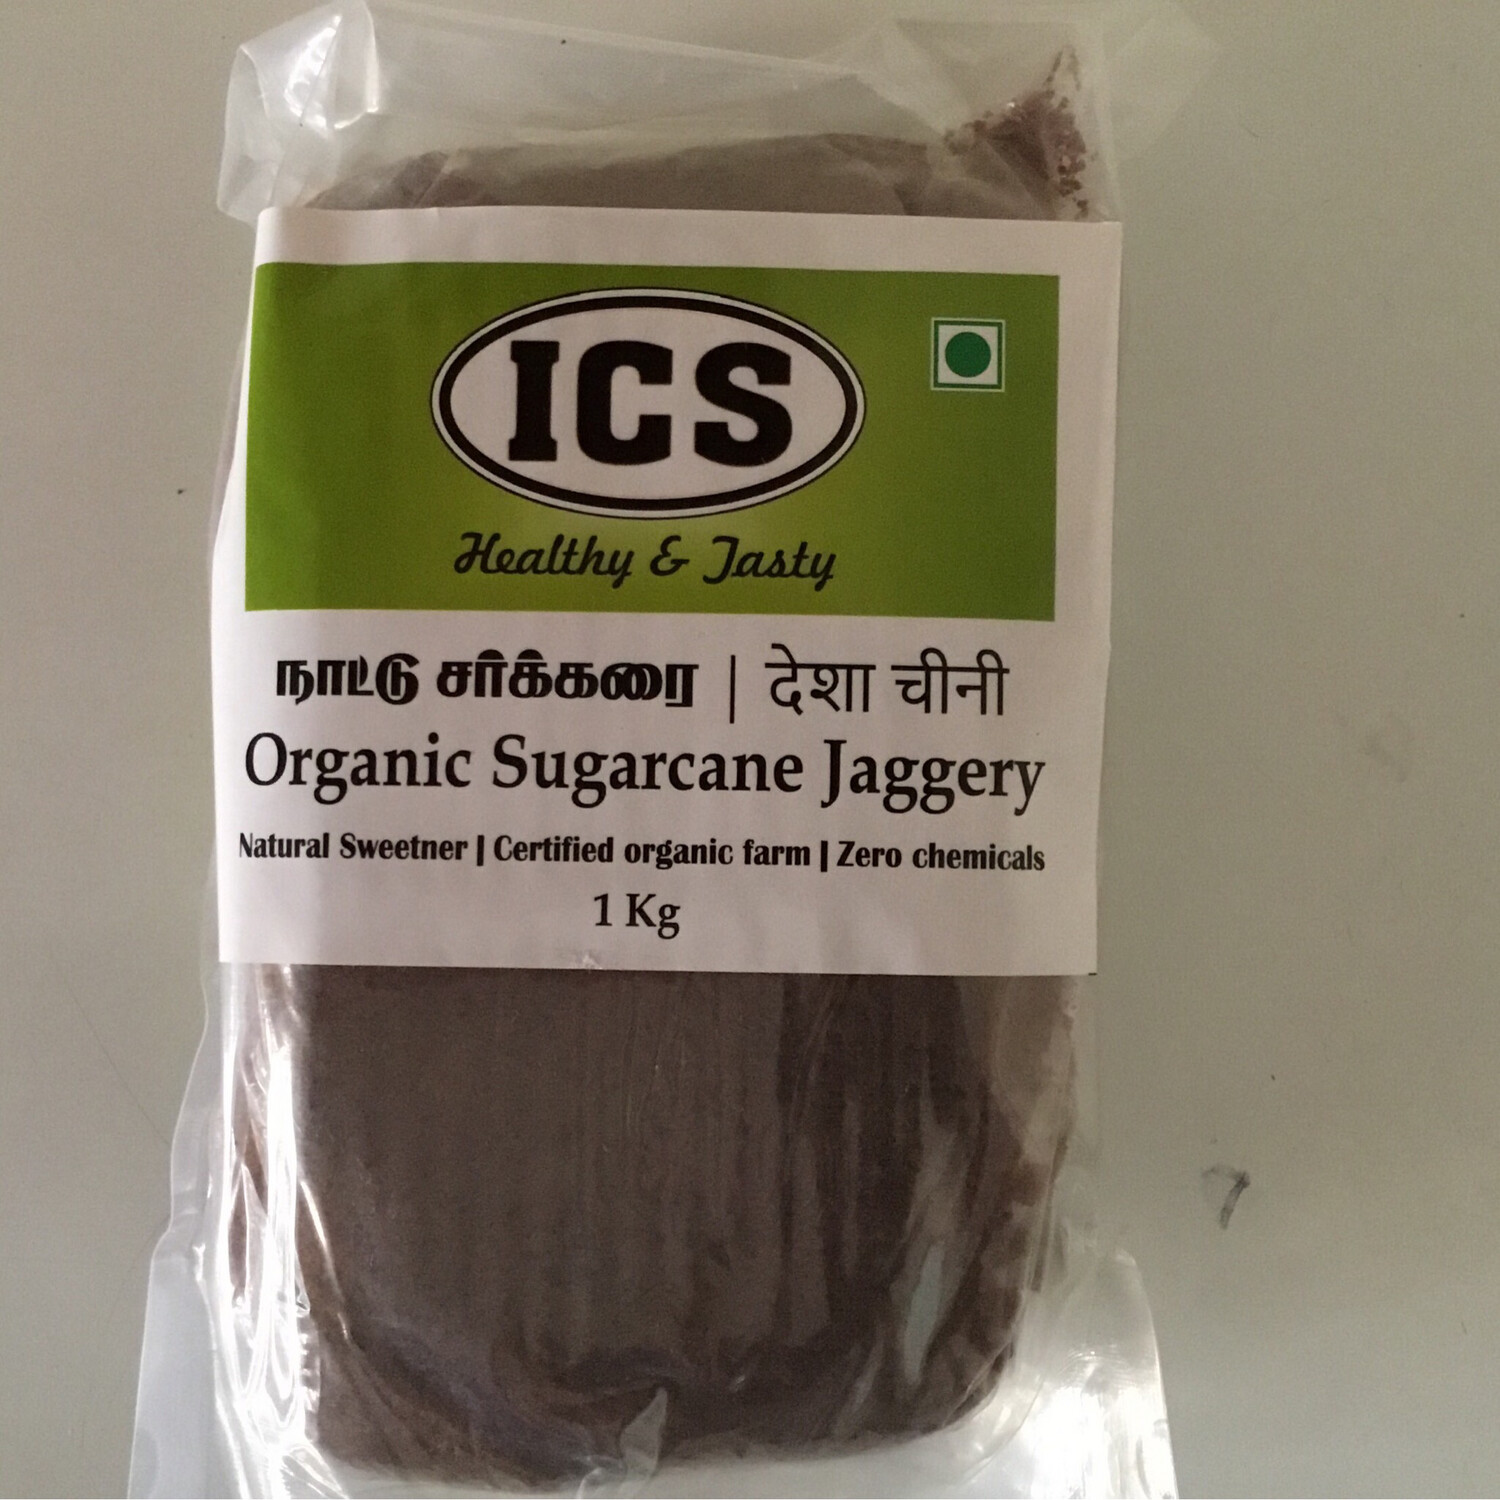 ICS
Healthy & Tasty
நாட்டு சர்க்கரை | देशा चीनी
Organic Sugarcane Jaggery
Natural Sweetner | Certified organic farm | Zero chemicals
1 Kg